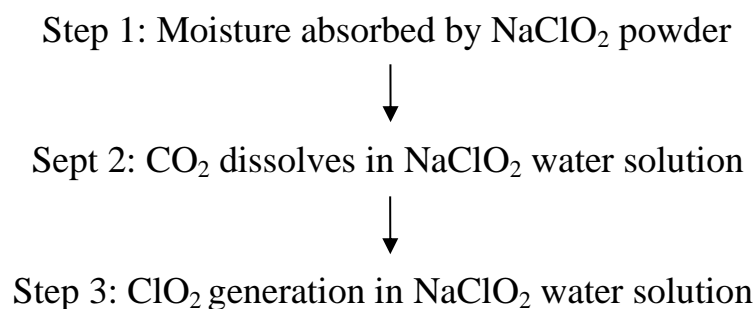 Step 1: Moisture absorbed by NaClO₂ powder
Sept 2: CO₂ dissolves in NaClO₂ water solution
Step 3: ClO₂ generation in NaClO₂ water solution